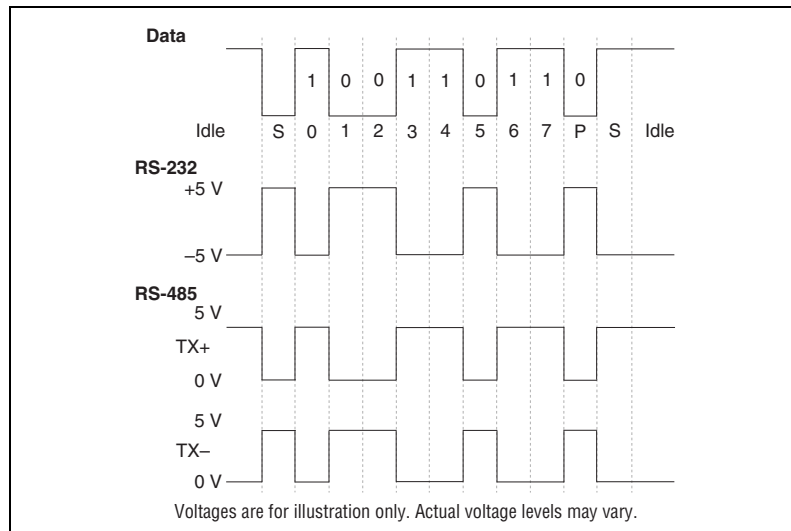 Data
1 0 0 1 1 0 1 1 0
Idle S 0 1 2 3 4 5 6 7 P S Idle
RS-232
+5 V
–5 V
RS-485
5 V
TX+
0 V
5 V
TX–
0 V
Voltages are for illustration only. Actual voltage levels may vary.